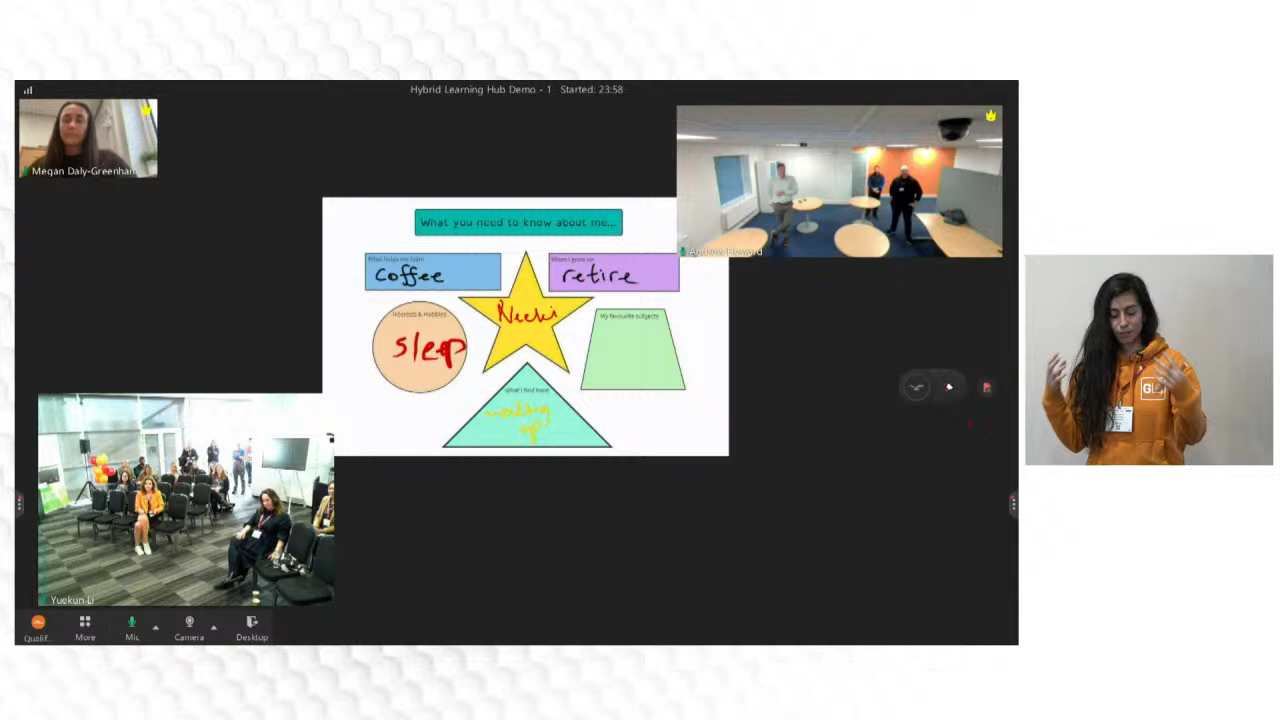 Hybrid Learning Hub Demo - 1 Started: 23:58
Megan Daly-Greenham
Andrew Howard
What you need to know about me...
What helps me learn
coffee
When I grow up
retire
Interests & Hobbies
sleep
My favourite subjects
What I find hard
waking
up
Yuekun Li
Qualif...
More
Mic
Camera
Desktop